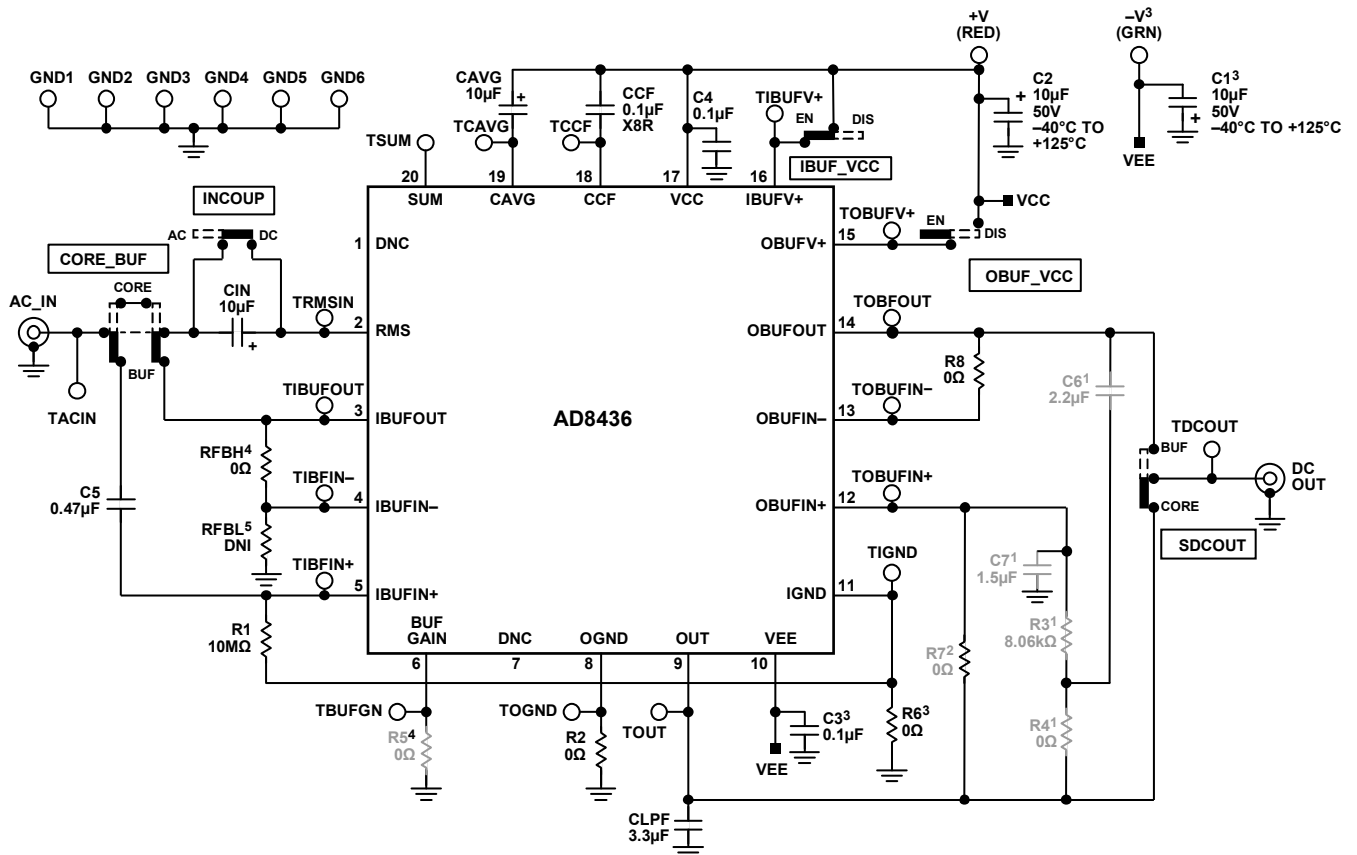 +V
(RED)
–V³
(GRN)
GND1
GND2
GND3
GND4
GND5
GND6
CAVG
10µF
+
CCF
0.1µF
X8R
C4
0.1µF
TIBUFV+
EN
DIS
IBUF_VCC
+
C2
10µF
50V
–40°C TO
+125°C
C1³
10µF
50V
+
–40°C TO +125°C
VEE
TSUM
TCAVG
TCCF
20
19
18
17
16
SUM
CAVG
CCF
VCC
IBUFV+
VCC
INCOUP
AC
DC
CORE_BUF
CORE
BUF
AC_IN
TACIN
CIN
10µF
+
TRMSIN
1
DNC
2
RMS
TIBUFOUT
3
IBUFOUT
RFBH⁴
0Ω
TIBFIN–
4
IBUFIN–
RFBL⁵
DNI
TIBFIN+
5
IBUFIN+
C5
0.47µF
R1
10MΩ
AD8436
TOBUFV+
OBUFV+
15
EN
DIS
OBUF_VCC
TOBFOUT
OBUFOUT
14
R8
0Ω
TOBUFIN–
OBUFIN–
13
C6¹
2.2µF
TOBUFIN+
OBUFIN+
12
TIGND
IGND
11
BUF
TDCOUT
DC
OUT
CORE
SDCOUT
C7¹
1.5µF
R3¹
8.06kΩ
R7²
0Ω
R4¹
0Ω
BUF
GAIN
DNC
OGND
OUT
VEE
6
7
8
9
10
TBUFGN
R5⁴
0Ω
TOGND
R2
0Ω
TOUT
C3³
0.1µF
VEE
R6³
0Ω
CLPF
3.3µF